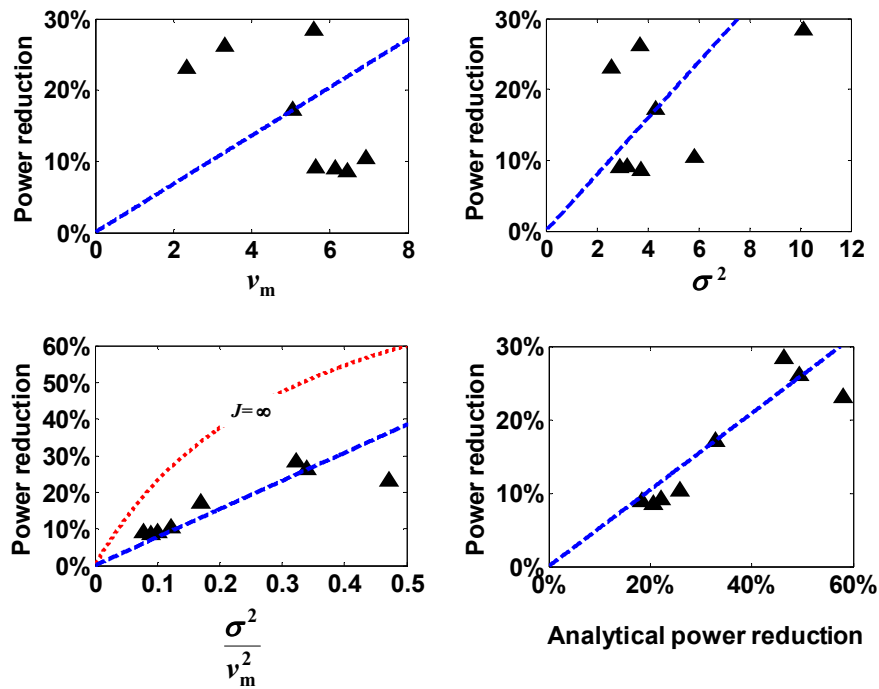 30%
20%
10%
0%
Power reduction
0 2 4 6 8
v_m
30%
20%
10%
0%
Power reduction
0 2 4 6 8 10 12
σ²
60%
50%
40%
30%
20%
10%
0%
Power reduction
J=∞
0 0.1 0.2 0.3 0.4 0.5
σ²
v_m²
30%
20%
10%
0%
Power reduction
0% 20% 40% 60%
Analytical power reduction